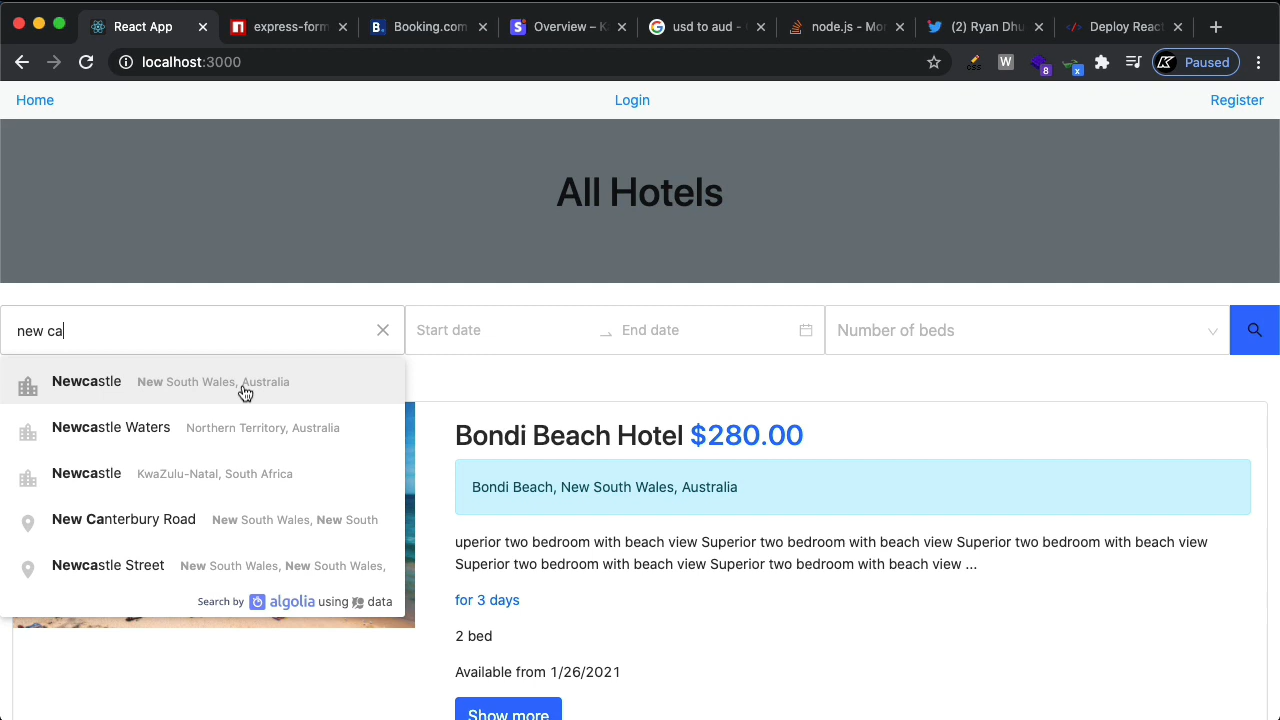 React App
express-form
Booking.com
Overview – K
usd to aud -
node.js - Mo
(2) Ryan Dhu
Deploy React
localhost:3000
W
8
x
Paused
Home
Login
Register
All Hotels
new ca
Start date
End date
Number of beds
Newcastle New South Wales, Australia
Newcastle Waters Northern Territory, Australia
Newcastle KwaZulu-Natal, South Africa
New Canterbury Road New South Wales, New South
Newcastle Street New South Wales, New South Wales,
Search by algolia using data
Bondi Beach Hotel $280.00
Bondi Beach, New South Wales, Australia
uperior two bedroom with beach view Superior two bedroom with beach view Superior two bedroom with beach view
Superior two bedroom with beach view Superior two bedroom with beach view ...
for 3 days
2 bed
Available from 1/26/2021
Show more